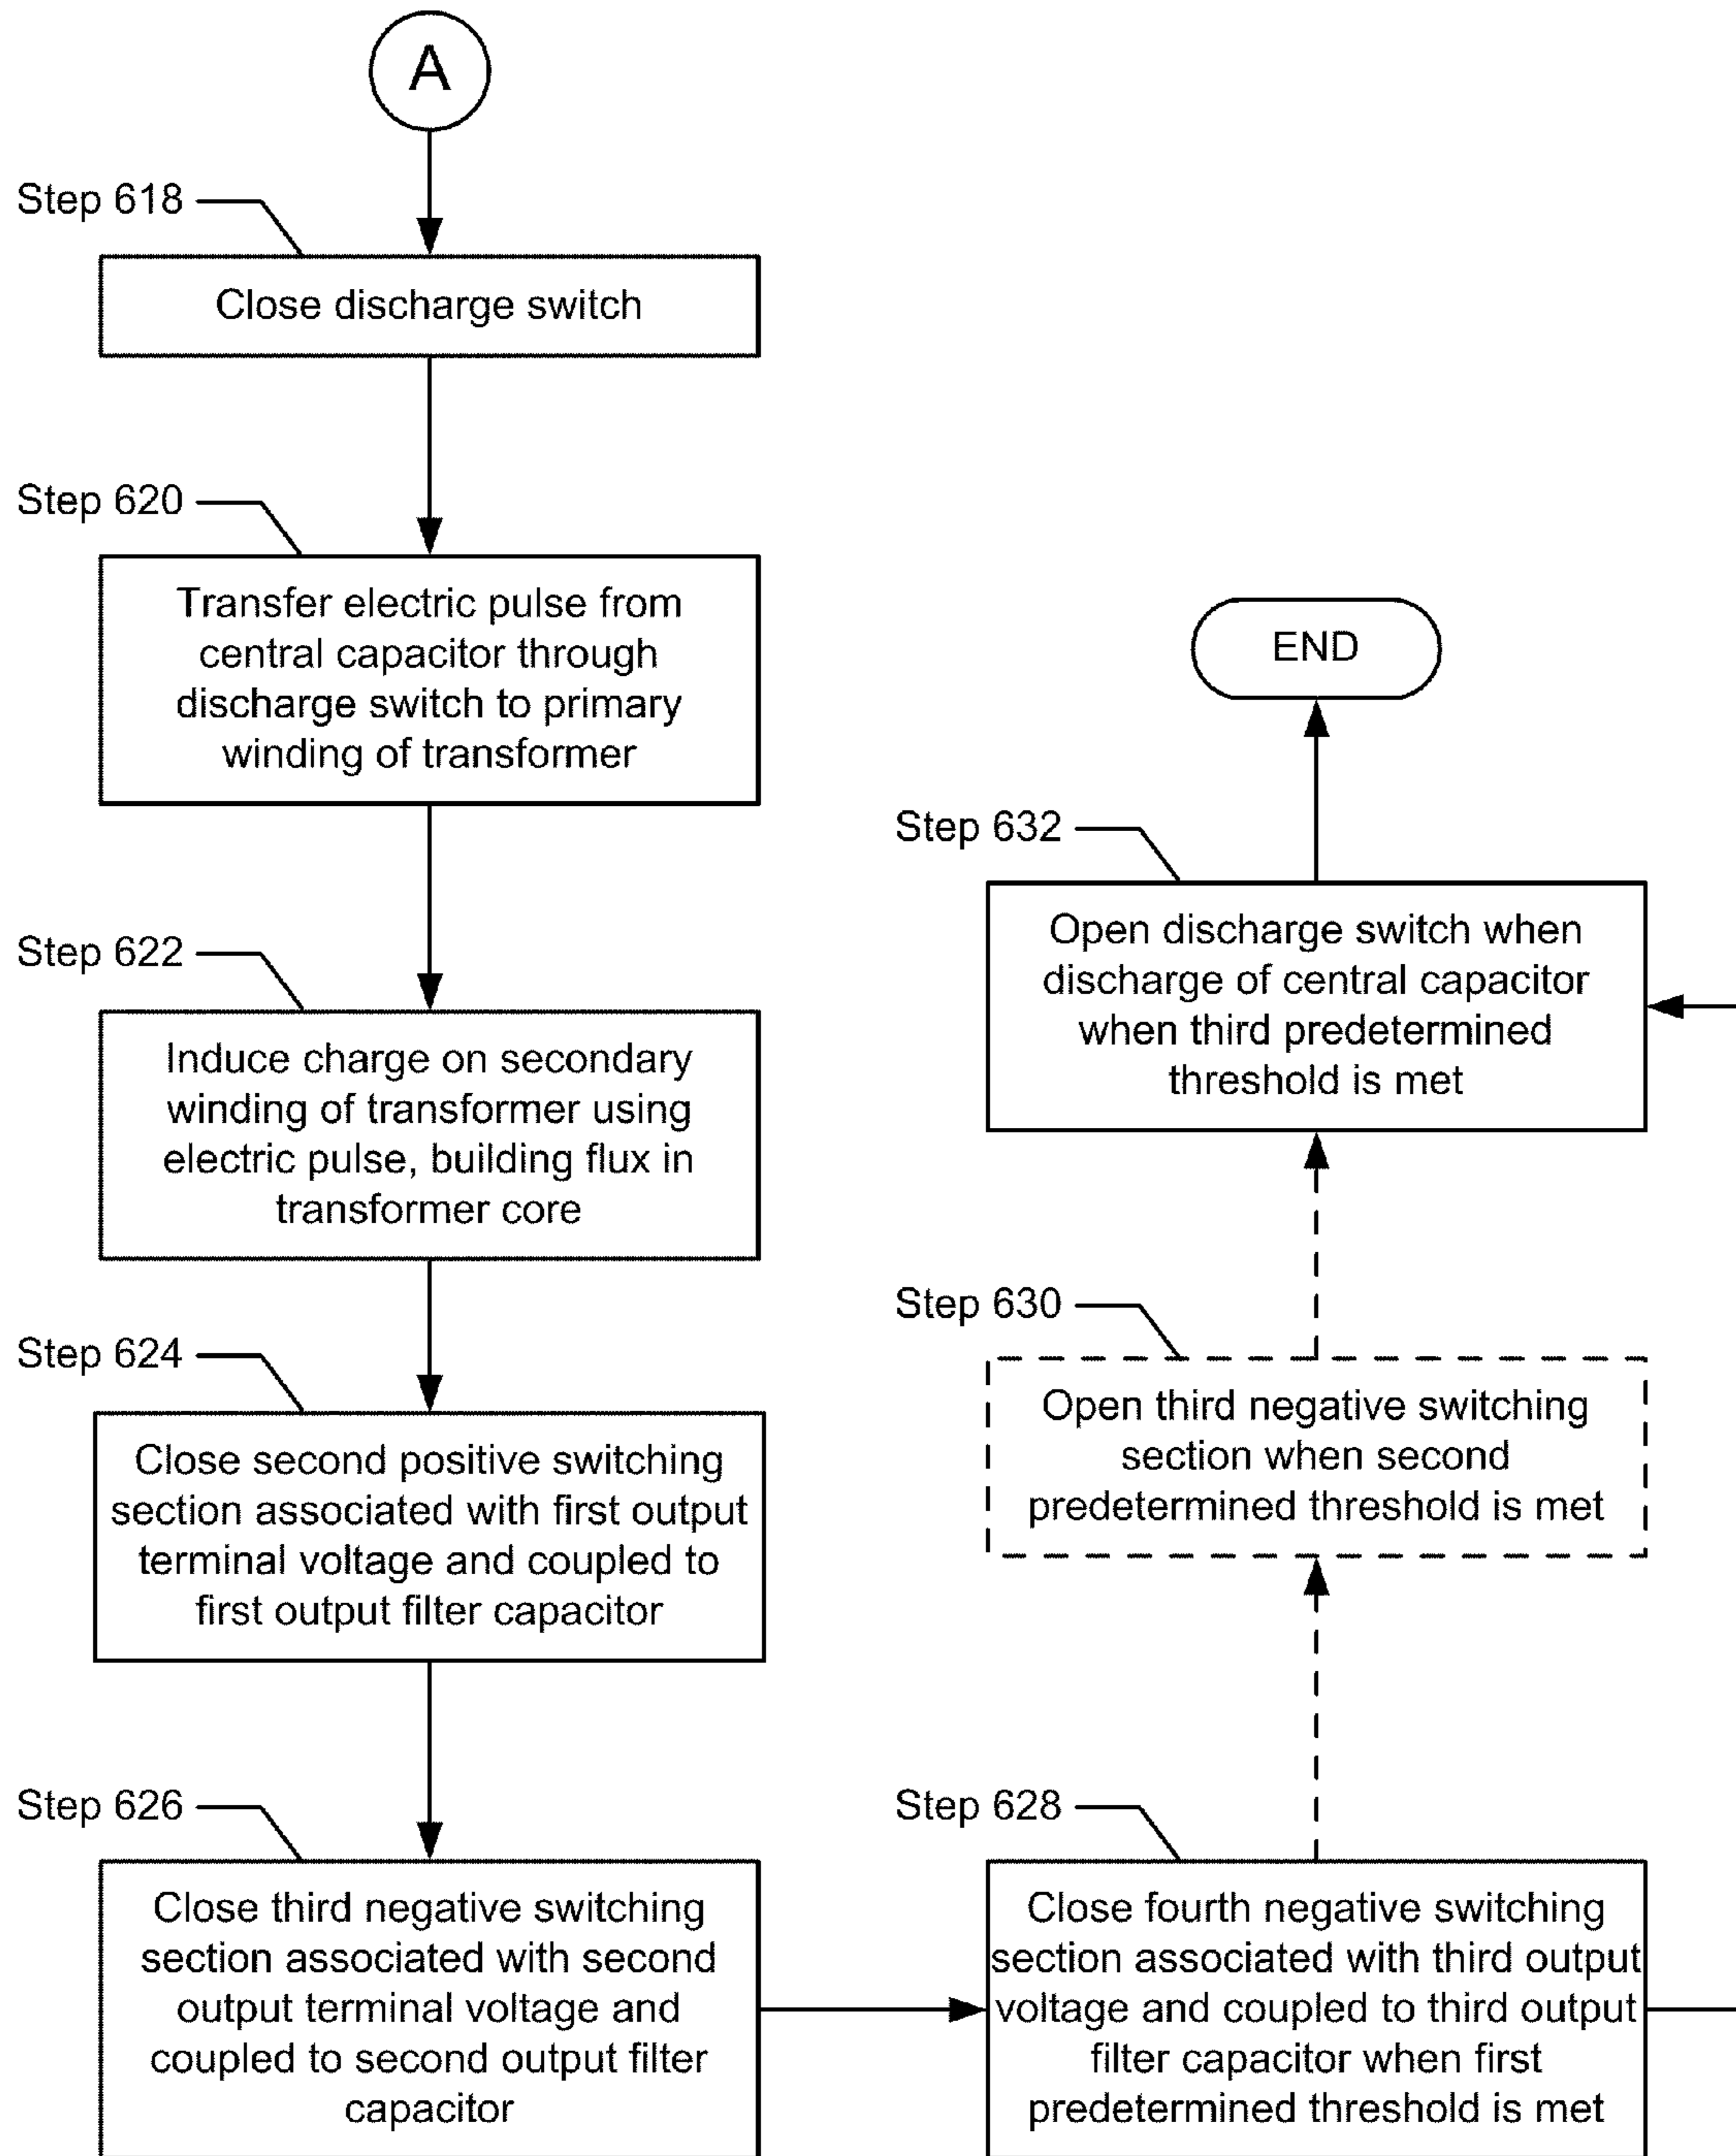 A
Step 618
Close discharge switch
Step 620
Transfer electric pulse from
central capacitor through
discharge switch to primary
winding of transformer
Step 622
Induce charge on secondary
winding of transformer using
electric pulse, building flux in
transformer core
Step 624
Close second positive switching
section associated with first output
terminal voltage and coupled to
first output filter capacitor
Step 626
Close third negative switching
section associated with second
output terminal voltage and
coupled to second output filter
capacitor
Step 628
Close fourth negative switching
section associated with third output
voltage and coupled to third output
filter capacitor when first
predetermined threshold is met
Step 630
Open third negative switching
section when second
predetermined threshold is met
Step 632
Open discharge switch when
discharge of central capacitor
when third predetermined
threshold is met
END